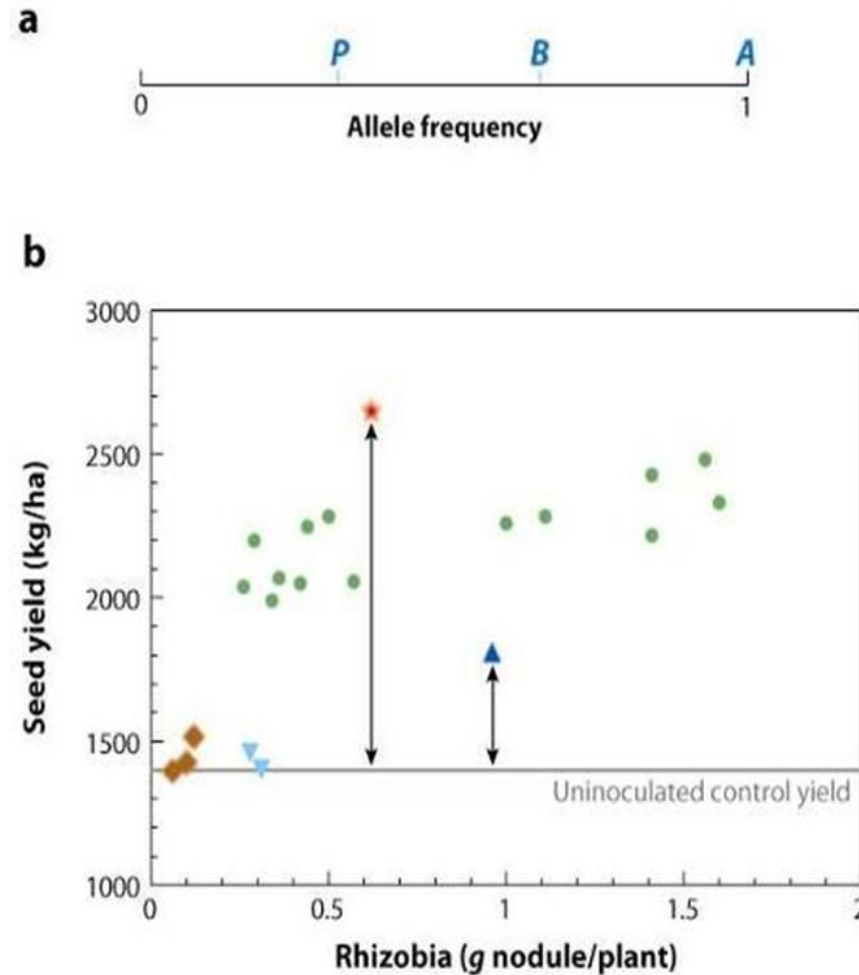 a
P B A
0 1
Allele frequency
b
3000
2500
2000
1500
1000
Seed yield (kg/ha)
Uninoculated control yield
0 0.5 1 1.5 2
Rhizobia (g nodule/plant)